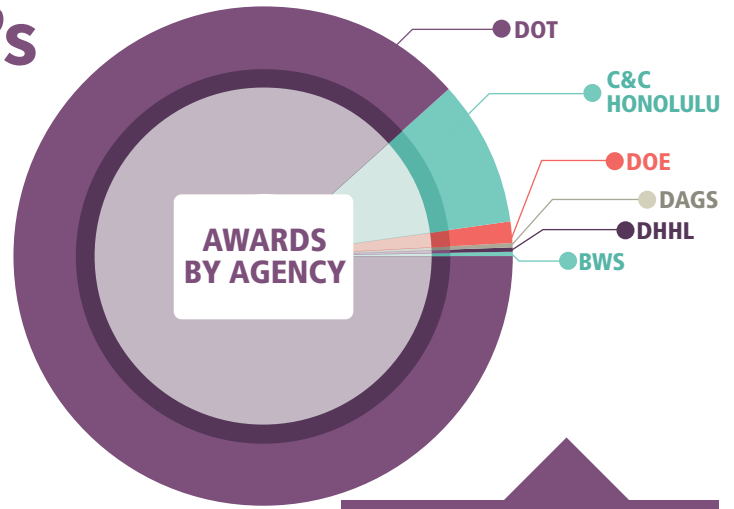 's
DOT
C&C
HONOLULU
DOE
DAGS
DHHL
BWS
AWARDS
BY AGENCY